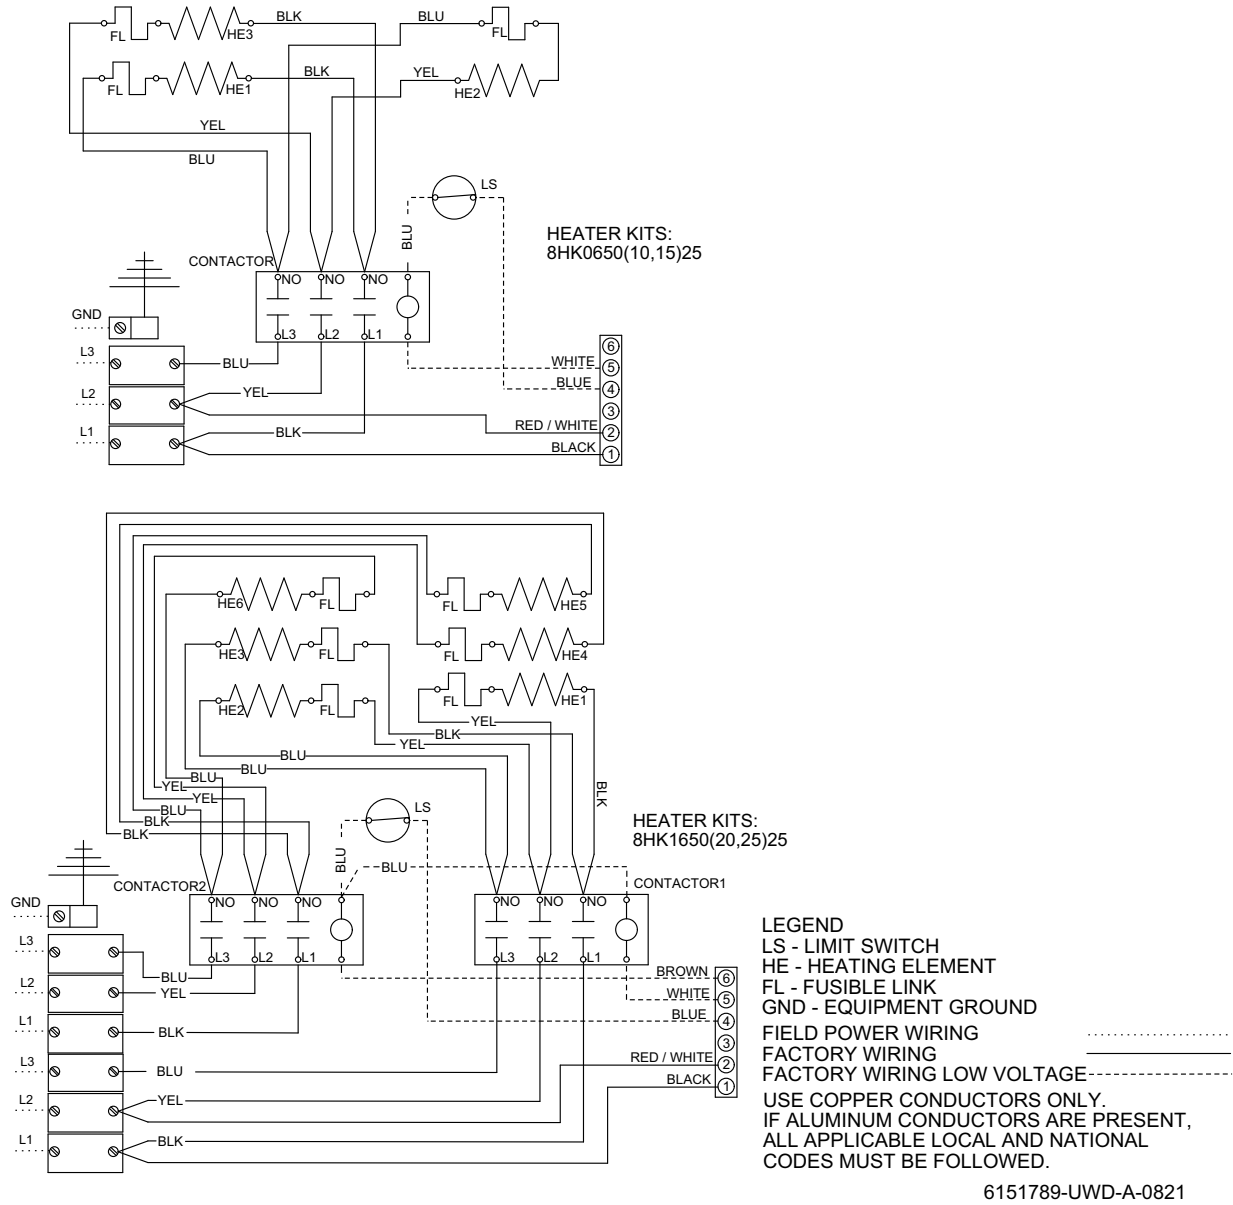 BLK
BLU
FL
HE3
FL
BLK
YEL
FL
HE1
HE2
YEL
BLU
LS
BLU
HEATER KITS:
8HK0650(10,15)25
CONTACTOR
NO
NO
NO
GND
L3
L2
L1
L3
BLU
WHITE
BLUE
L2
YEL
RED / WHITE
L1
BLK
BLACK
6
5
4
3
2
1
HE6
FL
FL
HE5
HE3
FL
FL
HE4
HE2
FL
FL
HE1
YEL
BLK
YEL
BLU
BLU
BLU
YEL
YEL
BLU
BLK
BLK
LS
BLK
BLU
BLU
HEATER KITS:
8HK1650(20,25)25
CONTACTOR2
CONTACTOR1
NO
NO
NO
NO
NO
NO
GND
L3
L2
L1
L3
L2
L1
L3
BLU
L2
YEL
L1
BLK
L3
BLU
L2
YEL
L1
BLK
BROWN
WHITE
BLUE
RED / WHITE
BLACK
6
5
4
3
2
1
LEGEND
LS - LIMIT SWITCH
HE - HEATING ELEMENT
FL - FUSIBLE LINK
GND - EQUIPMENT GROUND
FIELD POWER WIRING
FACTORY WIRING
FACTORY WIRING LOW VOLTAGE
USE COPPER CONDUCTORS ONLY.
IF ALUMINUM CONDUCTORS ARE PRESENT,
ALL APPLICABLE LOCAL AND NATIONAL
CODES MUST BE FOLLOWED.
6151789-UWD-A-0821